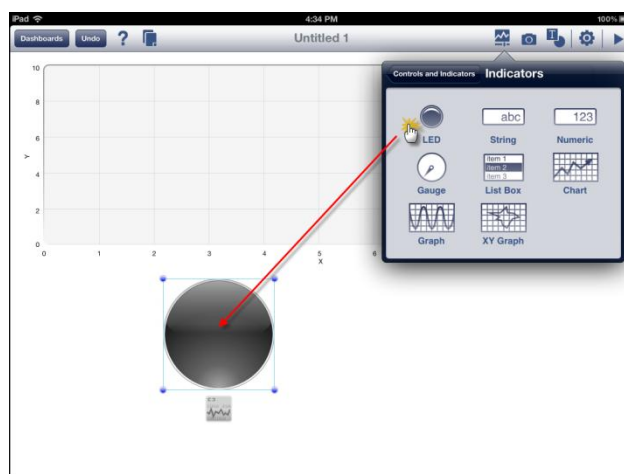 iPad 4:34 PM 100%
Dashboards Undo ? Untitled 1
Controls and Indicators Indicators
abc 123
LED String Numeric
item 1
item 2
item 3
Gauge List Box Chart
Graph XY Graph
10
8
6
Y
4
2
0
0 1 2 3 4 5 6
X